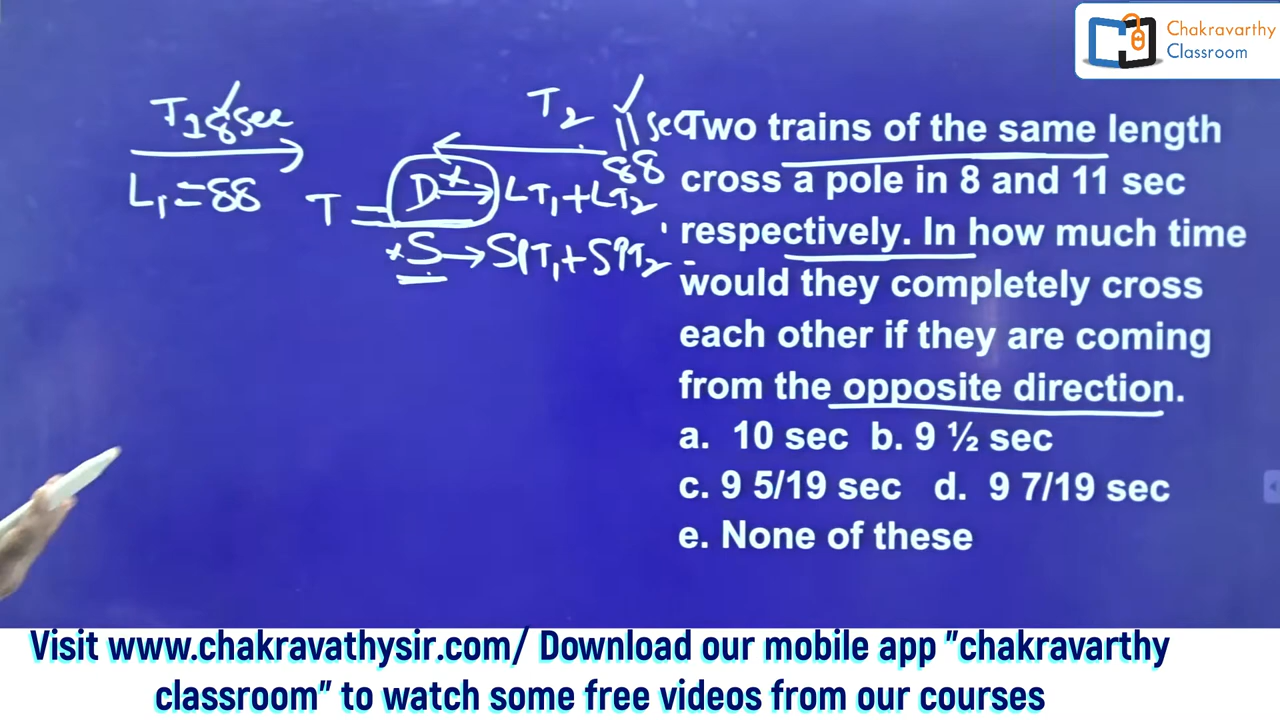 Chakravarthy
Classroom
T1 8 sec
T2 11 sec
L1 = 88
88
T = D → LT1 + LT2
S → SPT1 + SPT2
Two trains of the same length
cross a pole in 8 and 11 sec
respectively. In how much time
would they completely cross
each other if they are coming
from the opposite direction.
a. 10 sec b. 9 ½ sec
c. 9 5/19 sec d. 9 7/19 sec
e. None of these
Visit www.chakravathysir.com/ Download our mobile app "chakravarthy
classroom" to watch some free videos from our courses